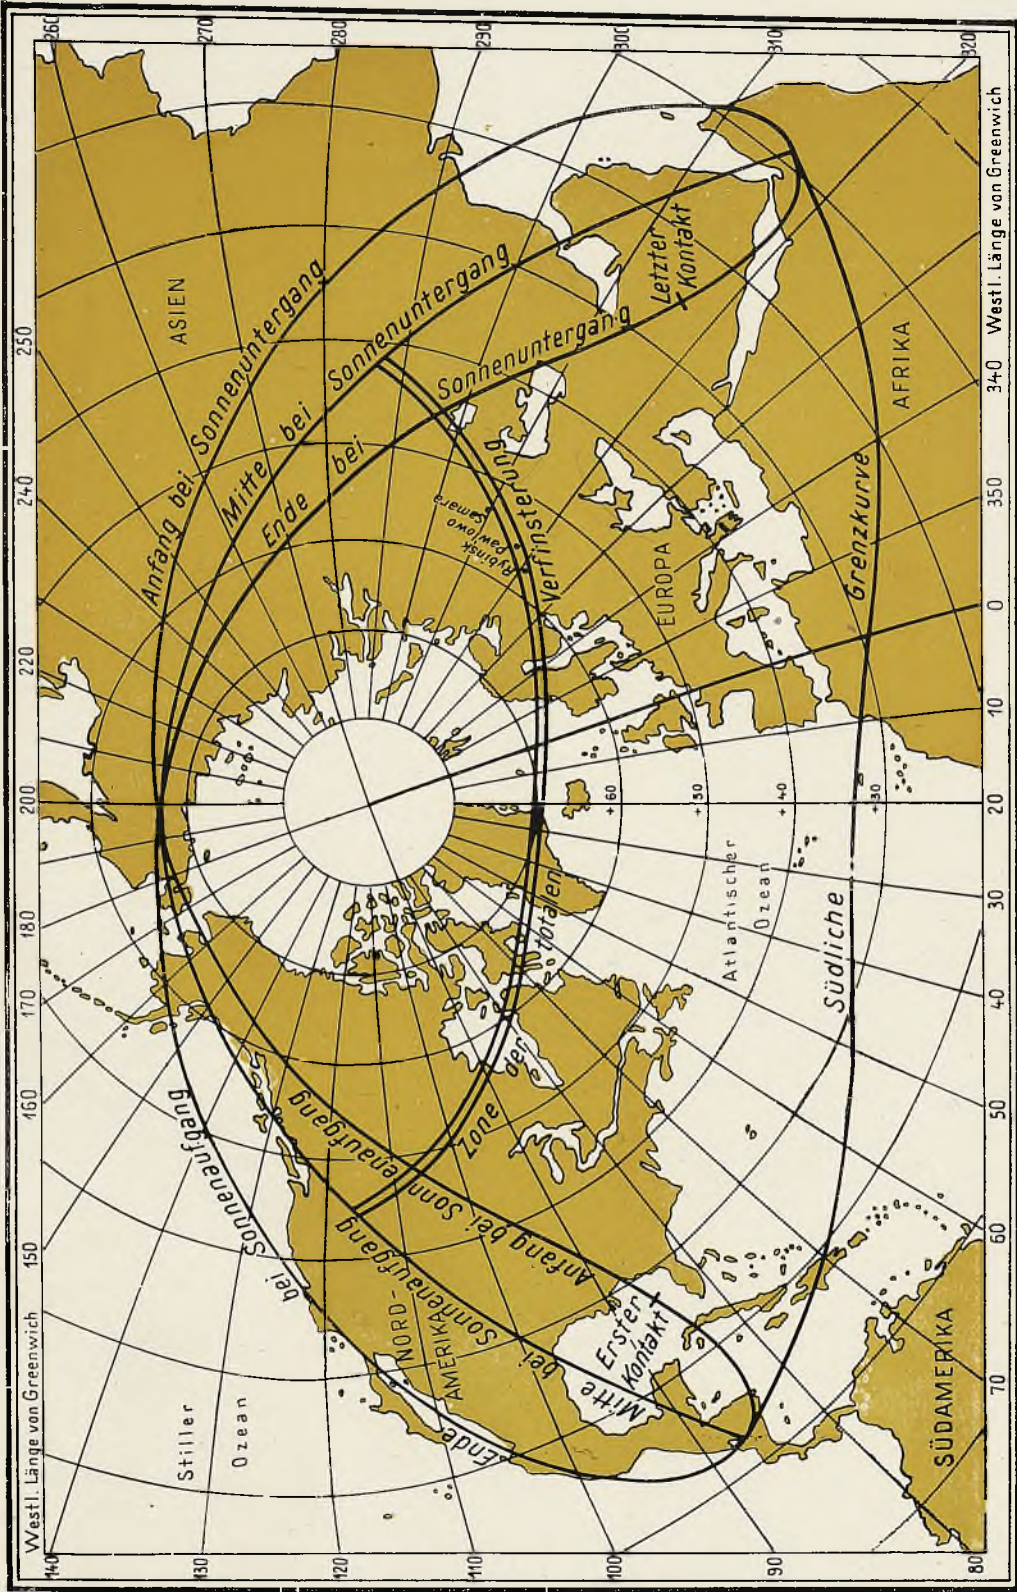 Westl. Länge von Greenwich
140
150
160
170
180
200
220
240
250
260
270
280
290
300
310
320
Westl. Länge von Greenwich
340
350
0
10
20
30
40
50
60
70
80
90
100
110
120
130
Stiller
Ozean
NORD-
AMERIKA
SÜDAMERIKA
Atlantischer
Ozean
EUROPA
AFRIKA
ASIEN
Ende bei Sonnenaufgang
Mitte bei Sonnenaufgang
Anfang bei Sonnenaufgang
Erster
Kontakt
Zone der totalen Verfinsterung
Rybinsk
Pawlowo
Samara
Anfang bei Sonnenuntergang
Mitte bei Sonnenuntergang
Ende bei Sonnenuntergang
Letzter
Kontakt
Südliche Grenzkurve
+60
+50
+40
+30